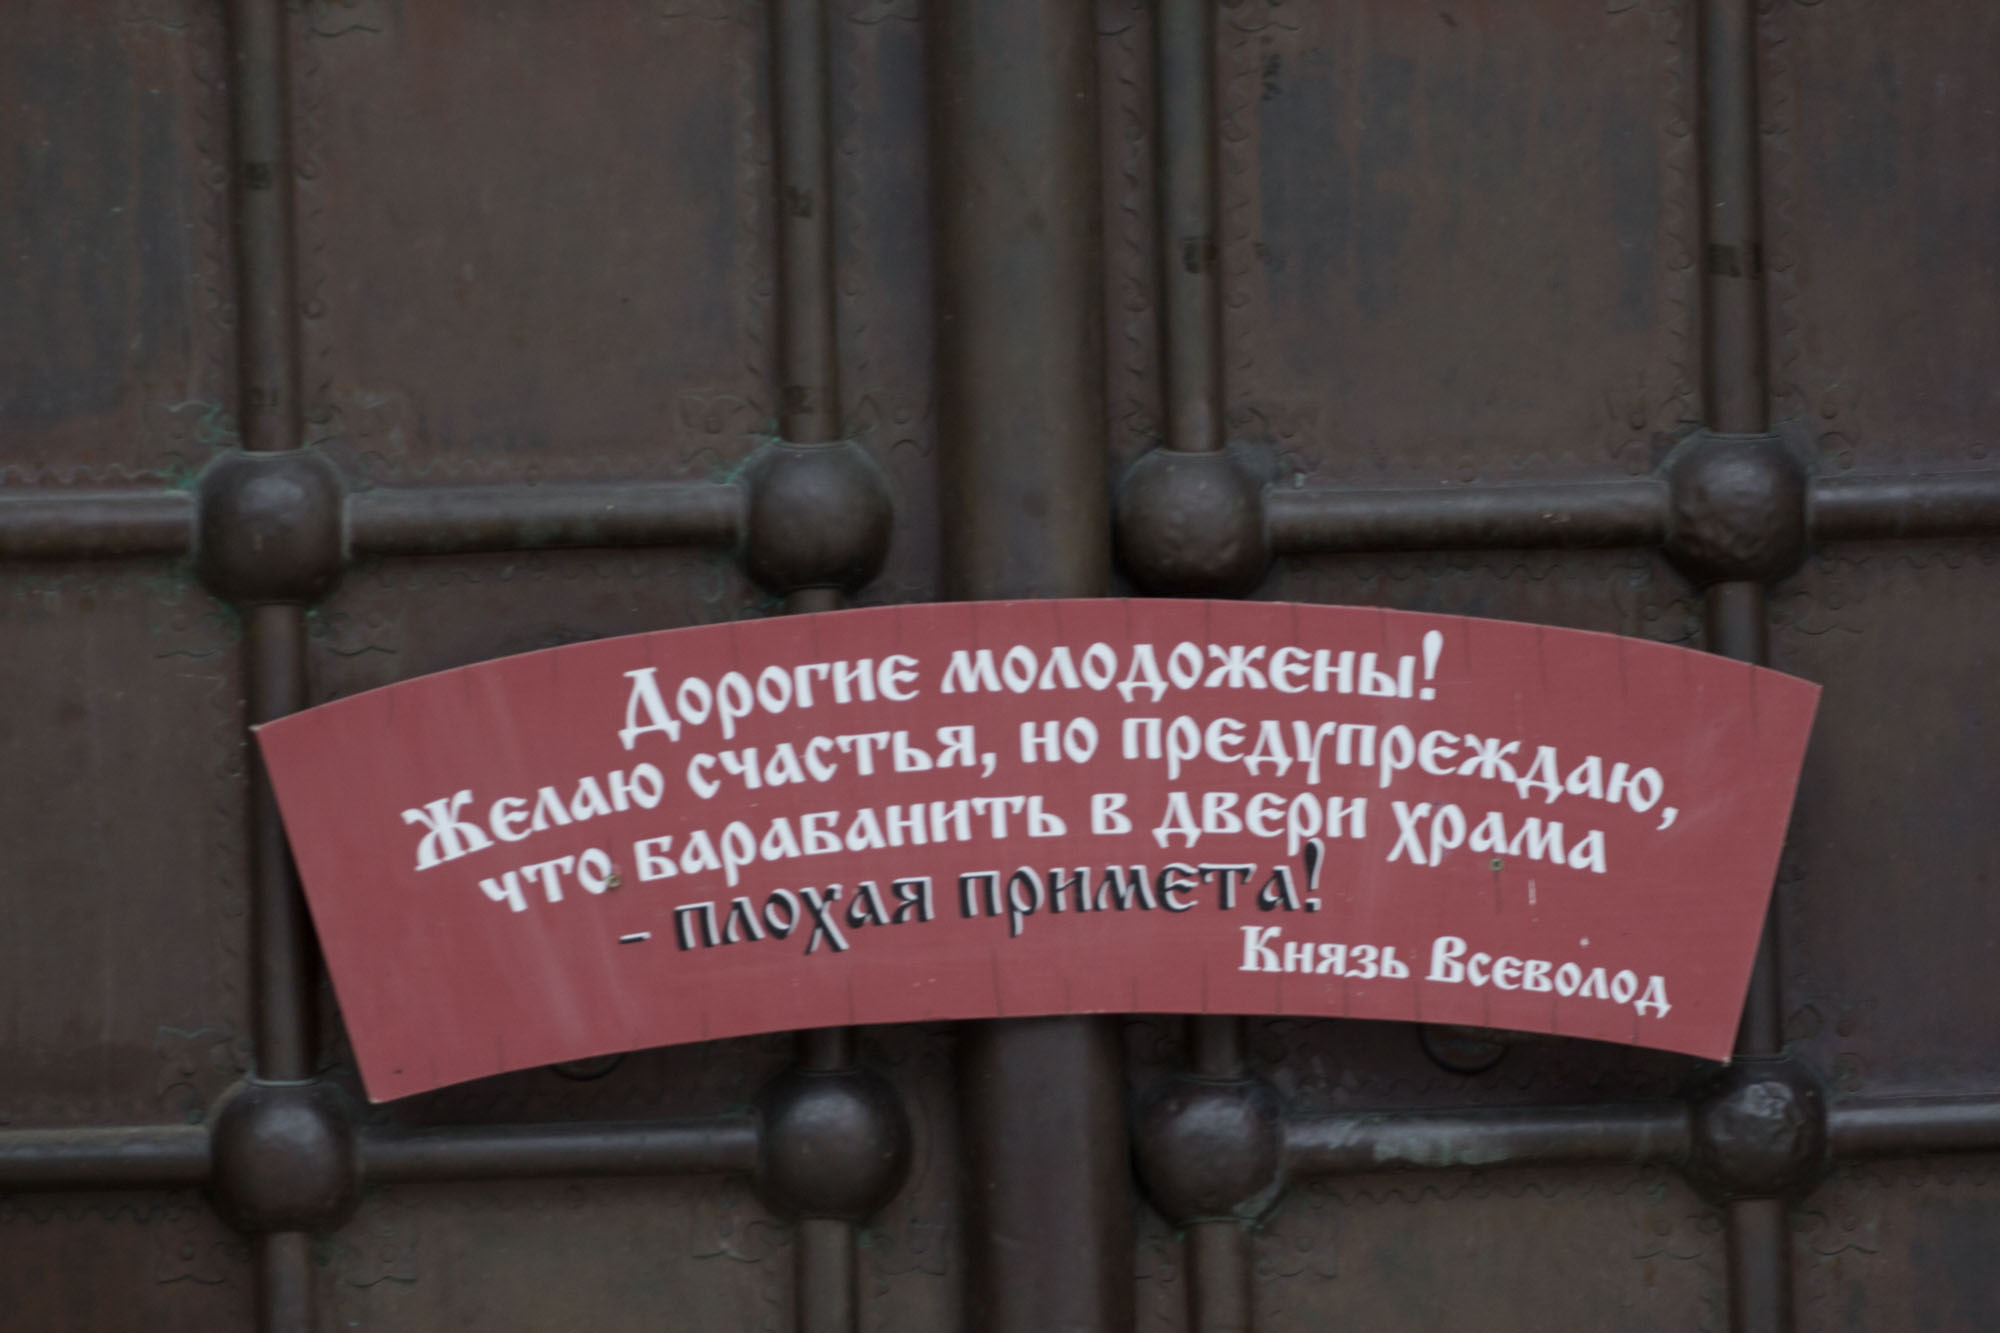 Дорогие молодожены!
Желаю счастья, но предупреждаю,
что барабанить в двери храма
- плохая примета!
Князь Всеволод